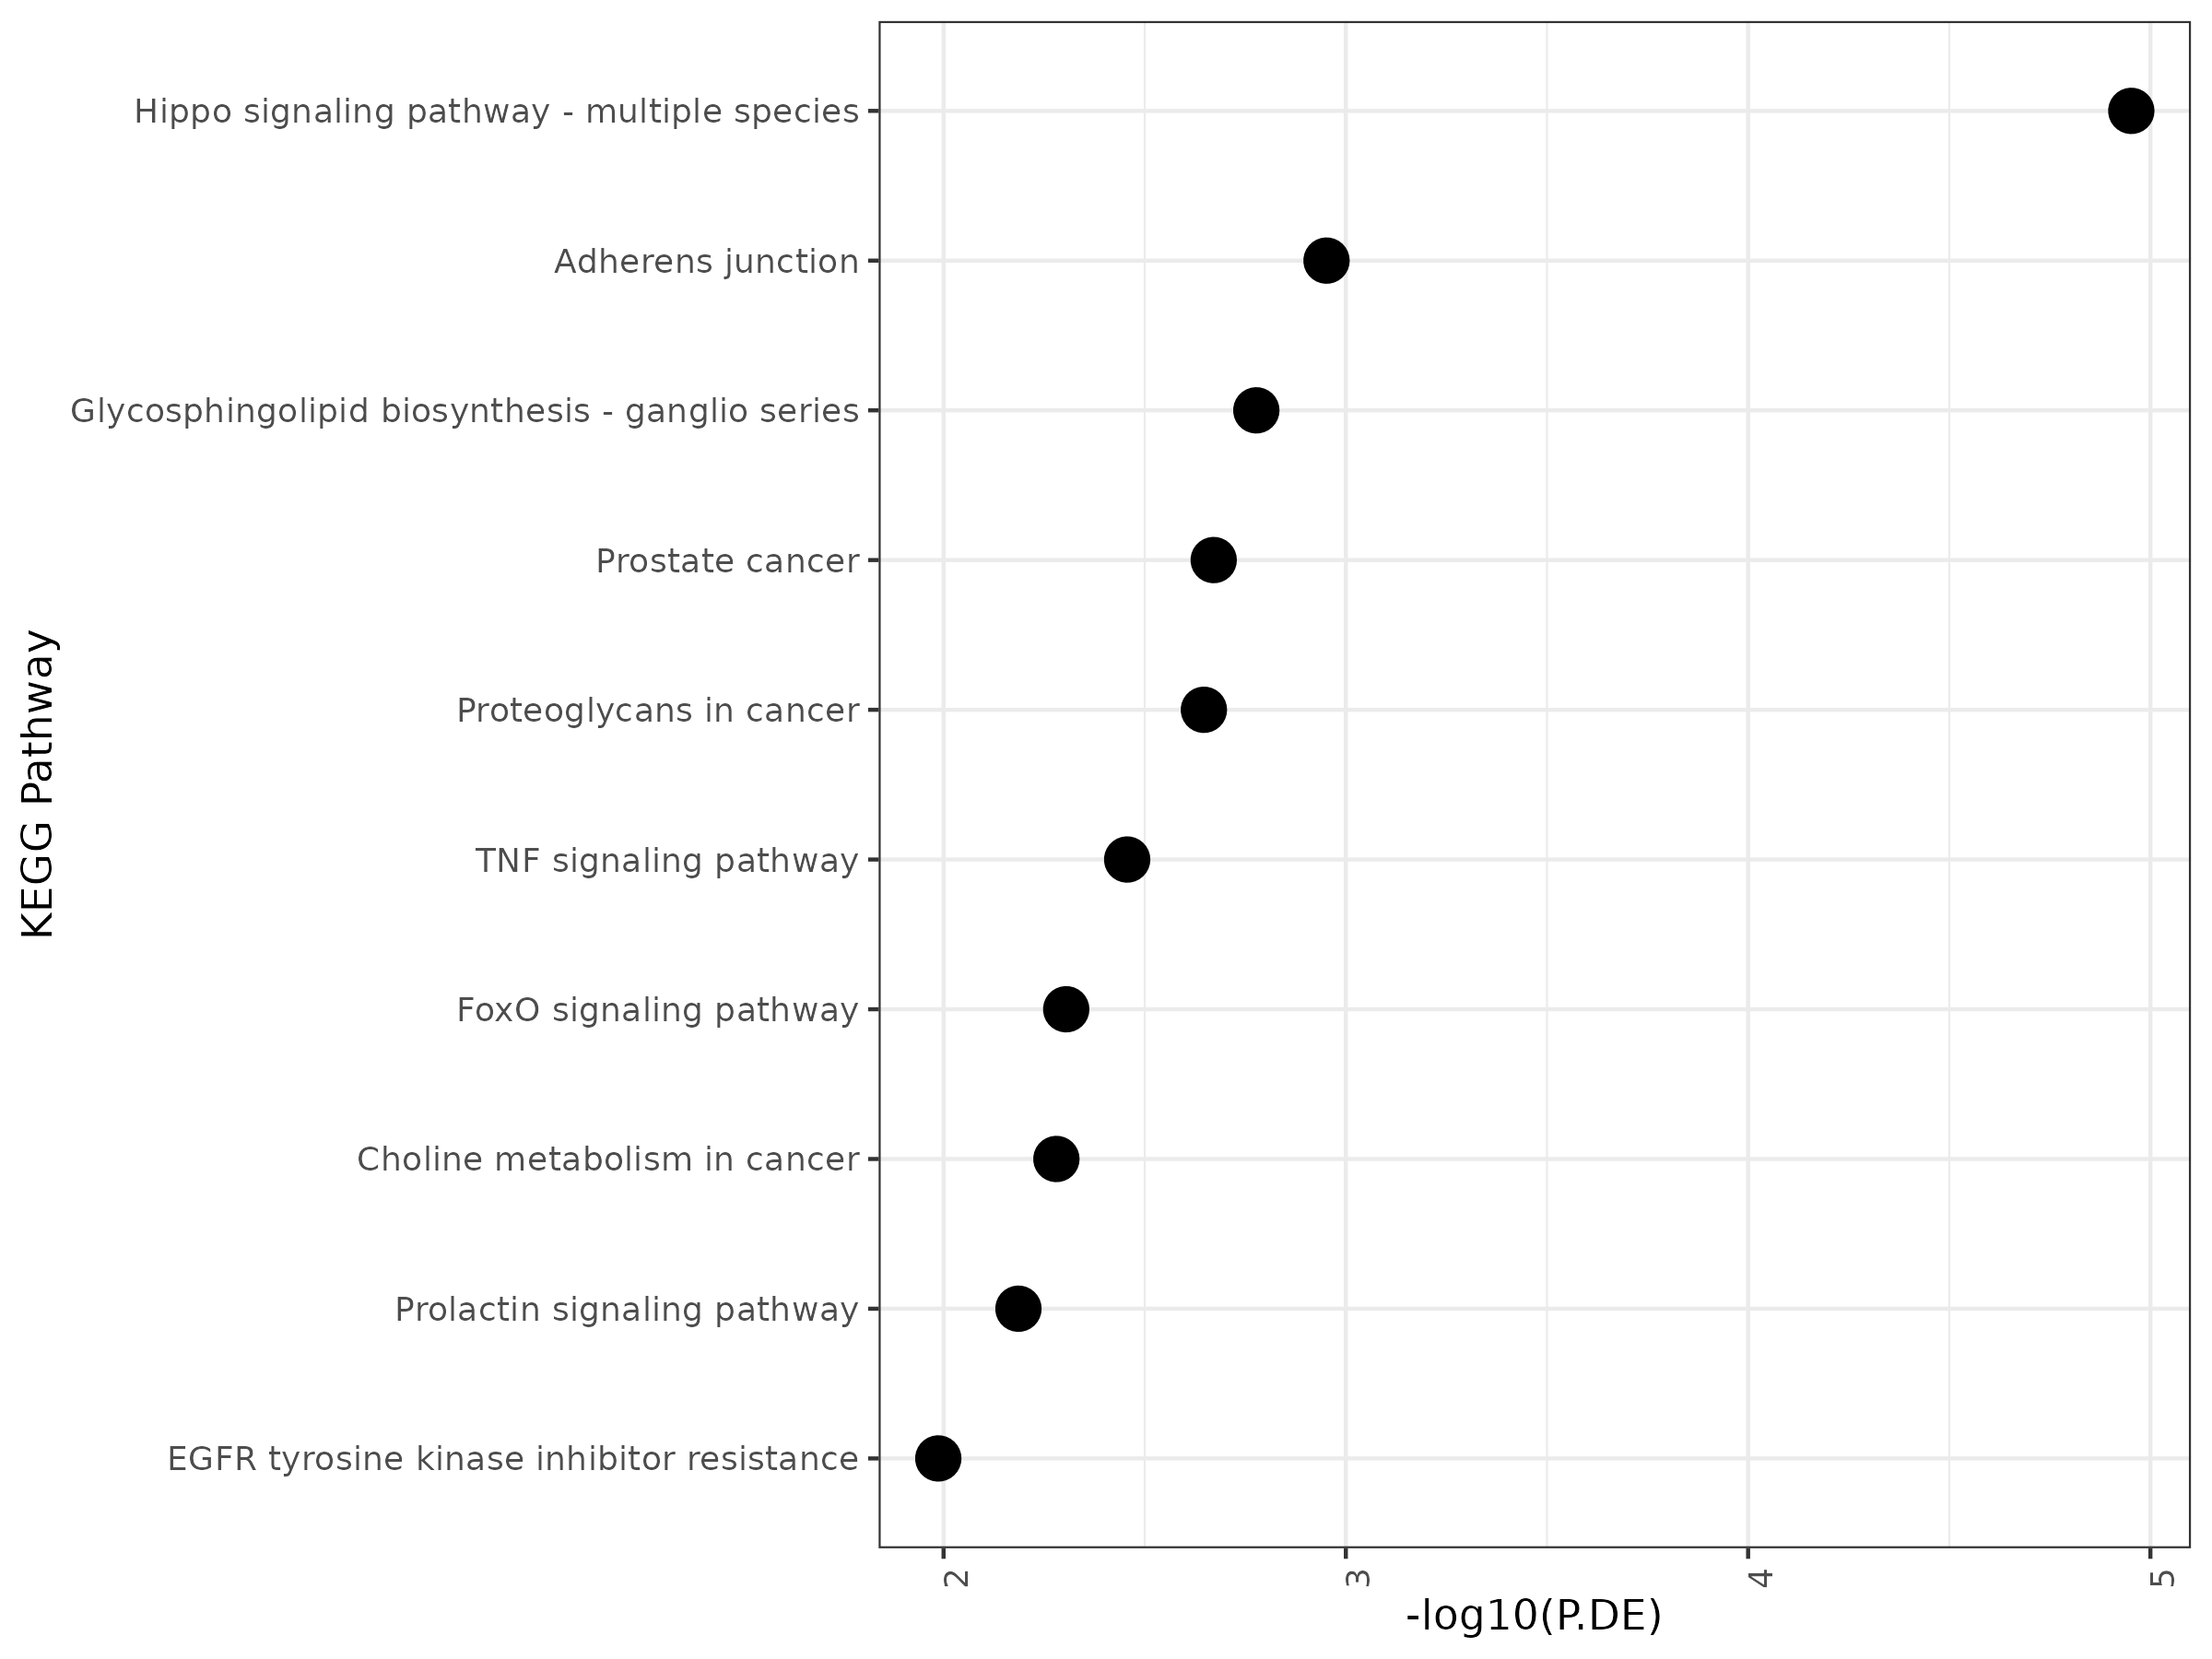 KEGG Pathway
Hippo signaling pathway - multiple species
Adherens junction
Glycosphingolipid biosynthesis - ganglio series
Prostate cancer
Proteoglycans in cancer
TNF signaling pathway
FoxO signaling pathway
Choline metabolism in cancer
Prolactin signaling pathway
EGFR tyrosine kinase inhibitor resistance
2 3 4 5
-log10(P.DE)